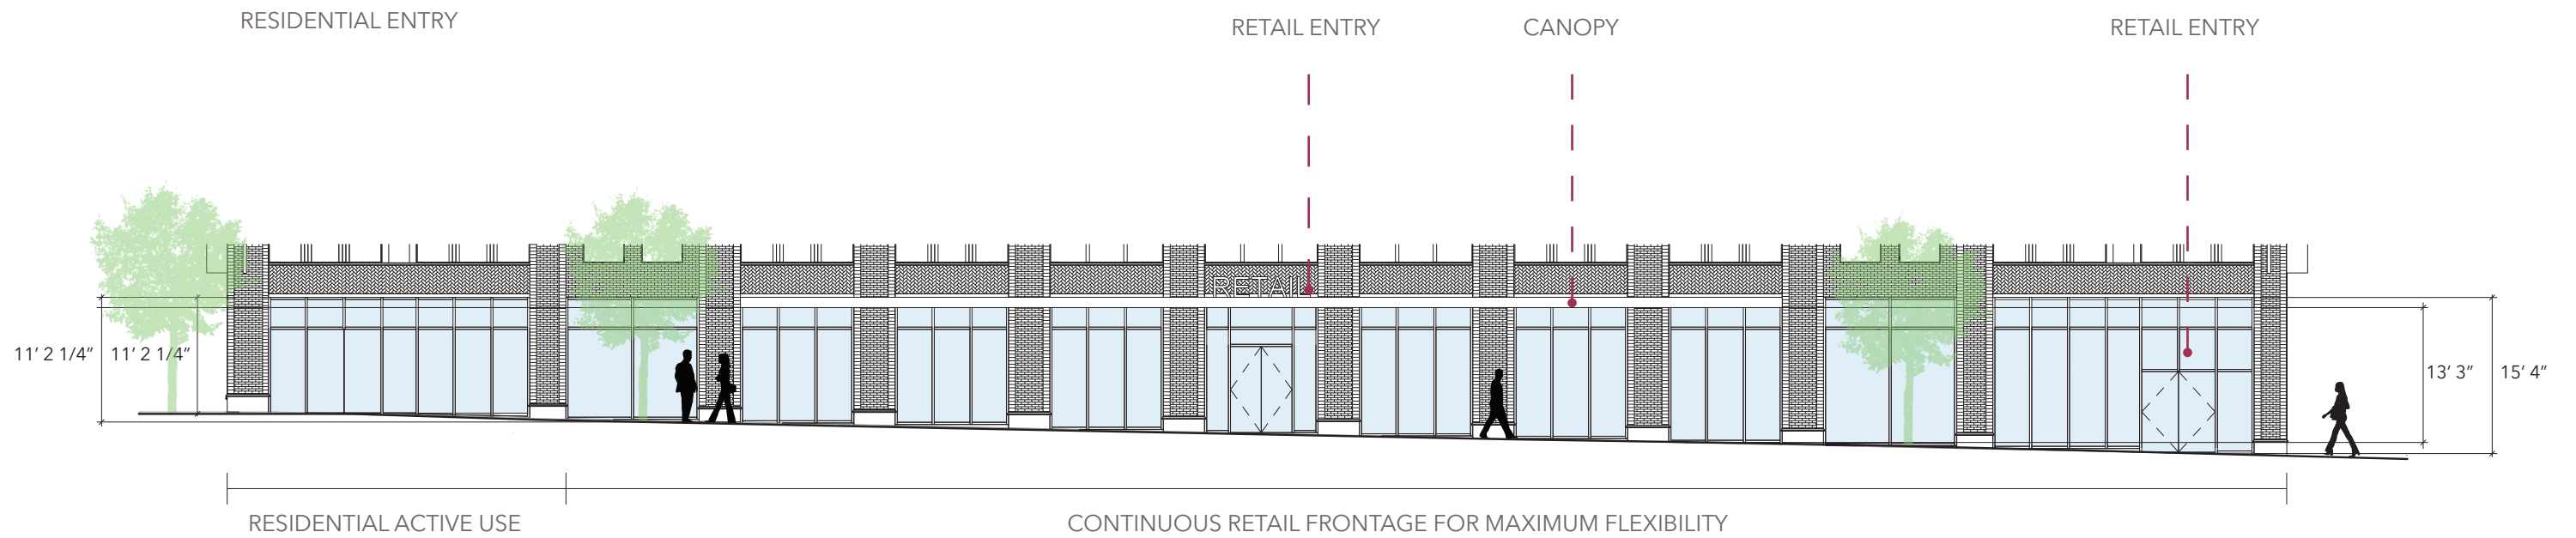 RESIDENTIAL ENTRY
RETAIL ENTRY
CANOPY
RETAIL ENTRY
RETAIL
11’ 2 1/4”
11’ 2 1/4”
13’ 3”
15’ 4”
RESIDENTIAL ACTIVE USE
CONTINUOUS RETAIL FRONTAGE FOR MAXIMUM FLEXIBILITY